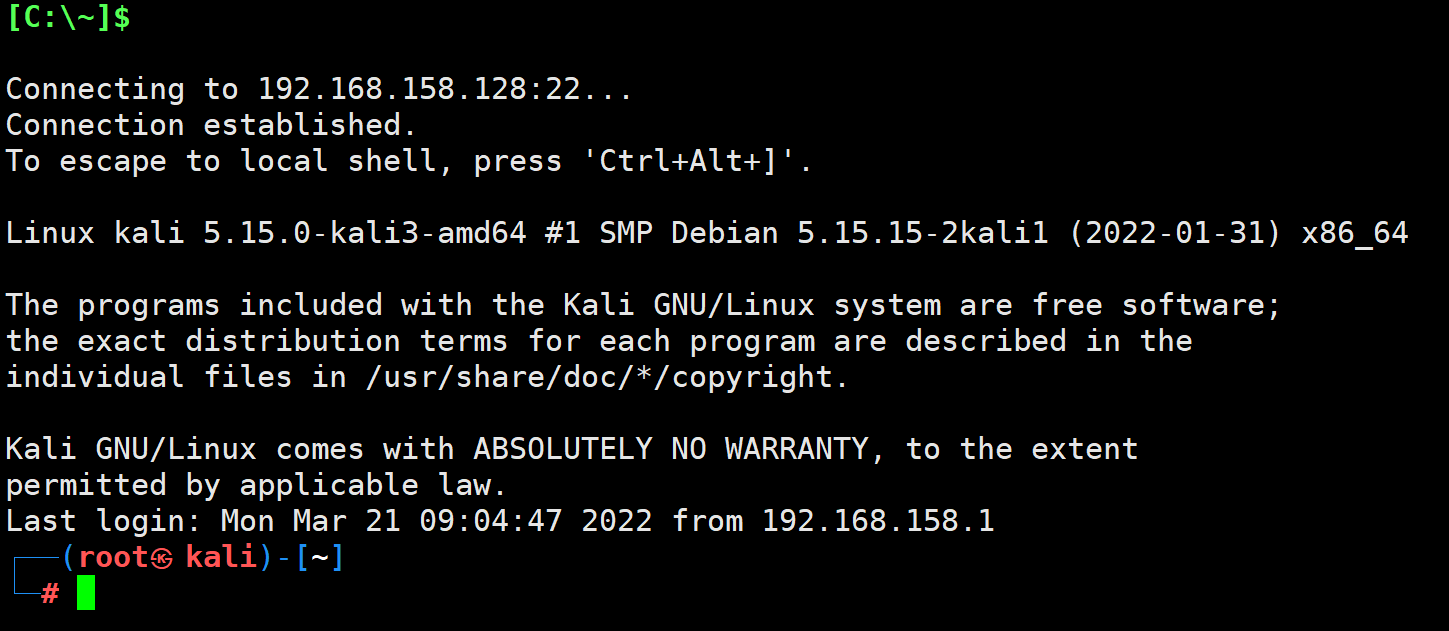 [C:\~]$
Connecting to 192.168.158.128:22...
Connection established.
To escape to local shell, press 'Ctrl+Alt+]'.
Linux kali 5.15.0-kali3-amd64 #1 SMP Debian 5.15.15-2kali1 (2022-01-31) x86_64
The programs included with the Kali GNU/Linux system are free software;
the exact distribution terms for each program are described in the
individual files in /usr/share/doc/*/copyright.
Kali GNU/Linux comes with ABSOLUTELY NO WARRANTY, to the extent
permitted by applicable law.
Last login: Mon Mar 21 09:04:47 2022 from 192.168.158.1
┌──(root㉿kali)-[~]
└─#